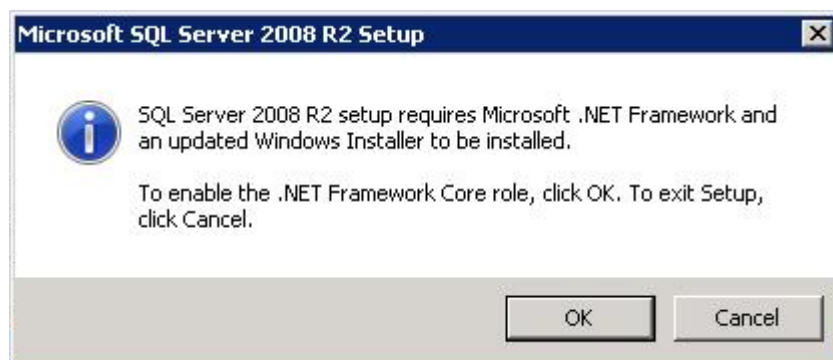 Microsoft SQL Server 2008 R2 Setup
SQL Server 2008 R2 setup requires Microsoft .NET Framework and
an updated Windows Installer to be installed.
To enable the .NET Framework Core role, click OK. To exit Setup,
click Cancel.
OK
Cancel